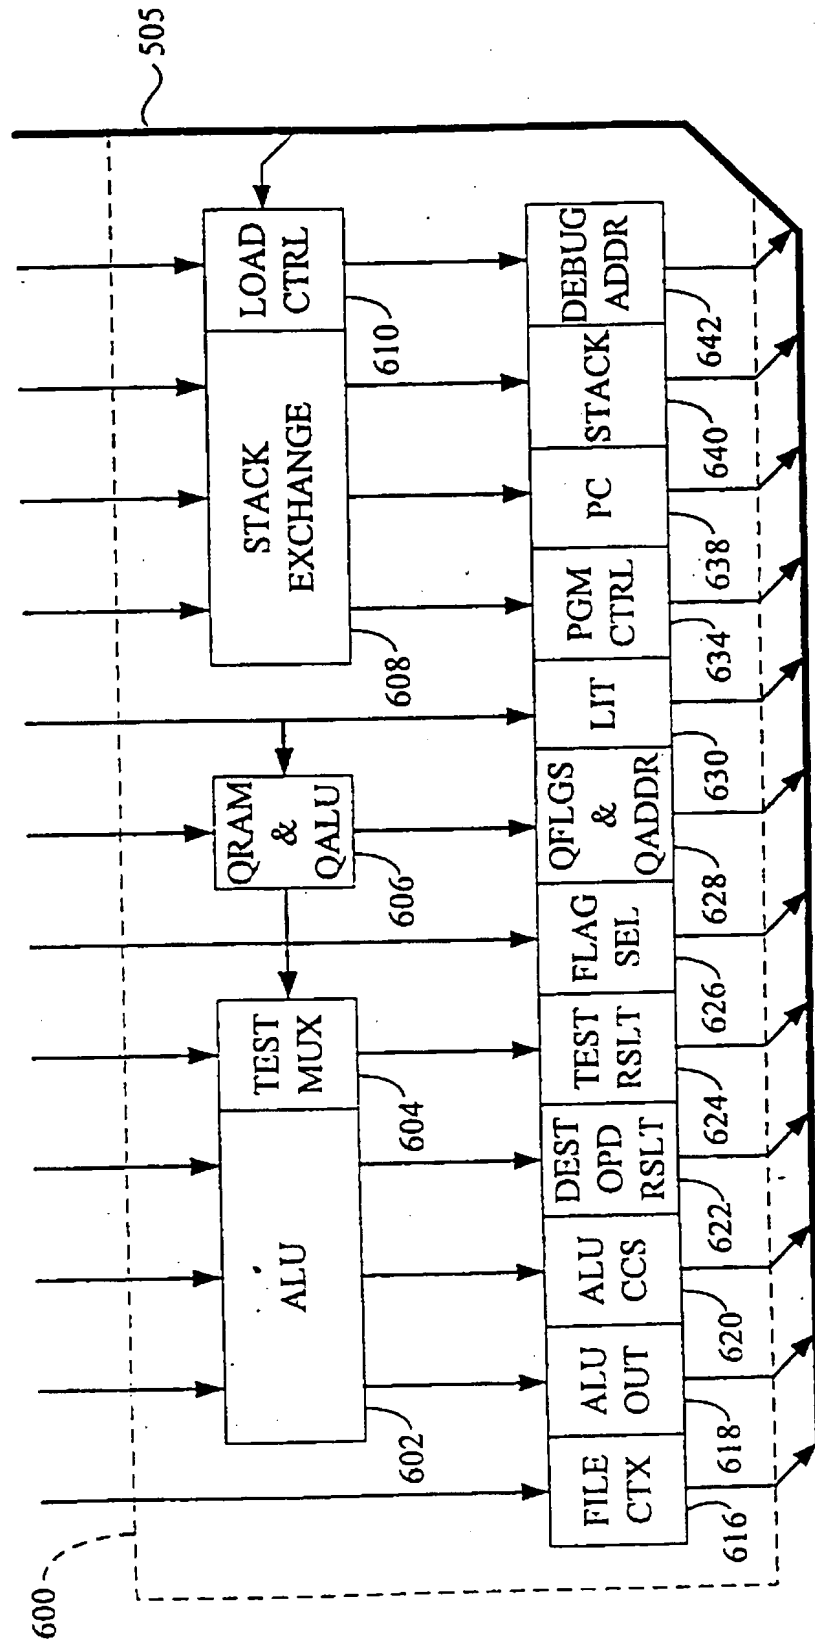 600
505
ALU
602
TEST
MUX
604
QRAM
&
QALU
606
STACK
EXCHANGE
608
LOAD
CTRL
610
FILE
CTX
616
ALU
OUT
618
ALU
CCS
620
DEST
OPD
RSLT
622
TEST
RSLT
624
FLAG
SEL
626
QFLGS
&
QADDR
628
LIT
630
PGM
CTRL
634
PC
638
STACK
640
DEBUG
ADDR
642